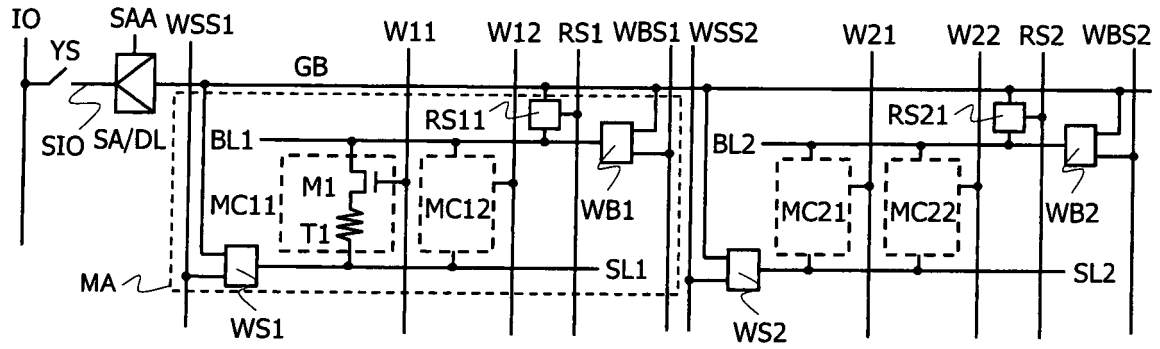 IO SAA WSS1 W11 W12 RS1 WBS1 WSS2 W21 W22 RS2 WBS2
YS
GB
SIO SA/DL BL1 RS11 BL2 RS21
M1
MC11 MC12 MC21 MC22
T1
WB1 WB2
MA SL1 SL2
WS1 WS2